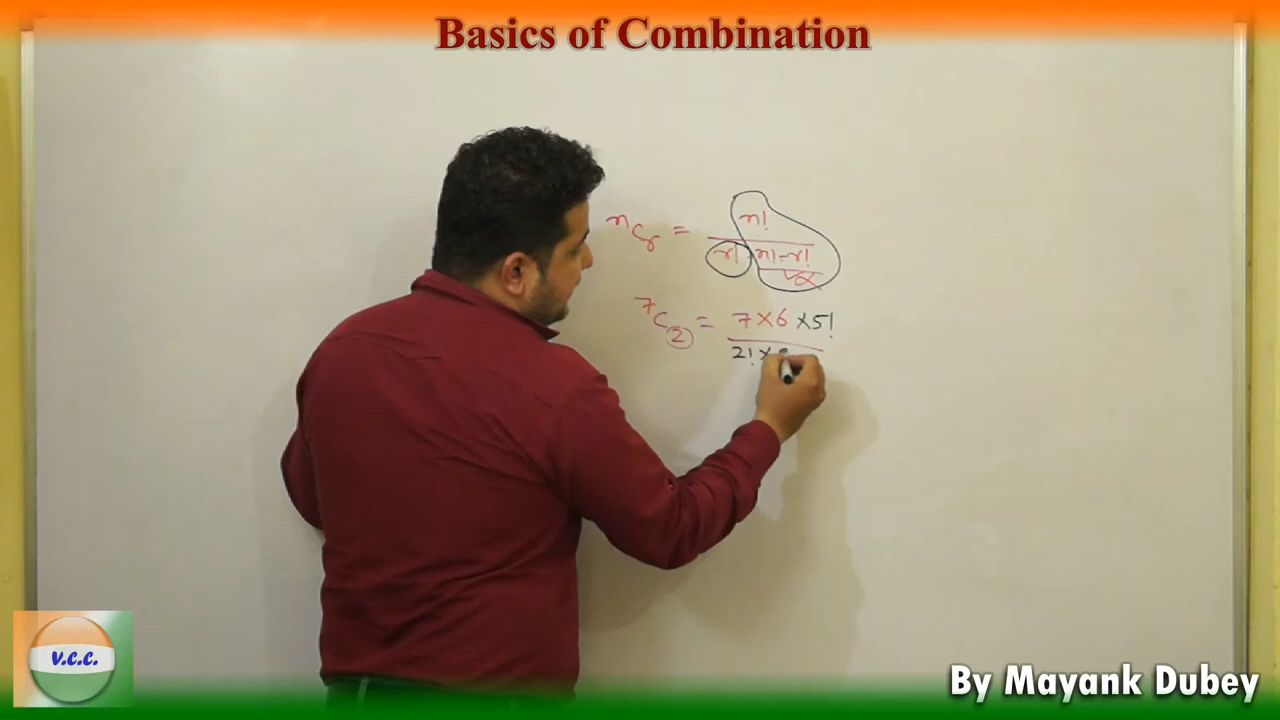 Basics of Combination
n!
nCr =
r! n!-r!
7C2 = 7×6 ×5!
2! ×
V.C.C.
By Mayank Dubey